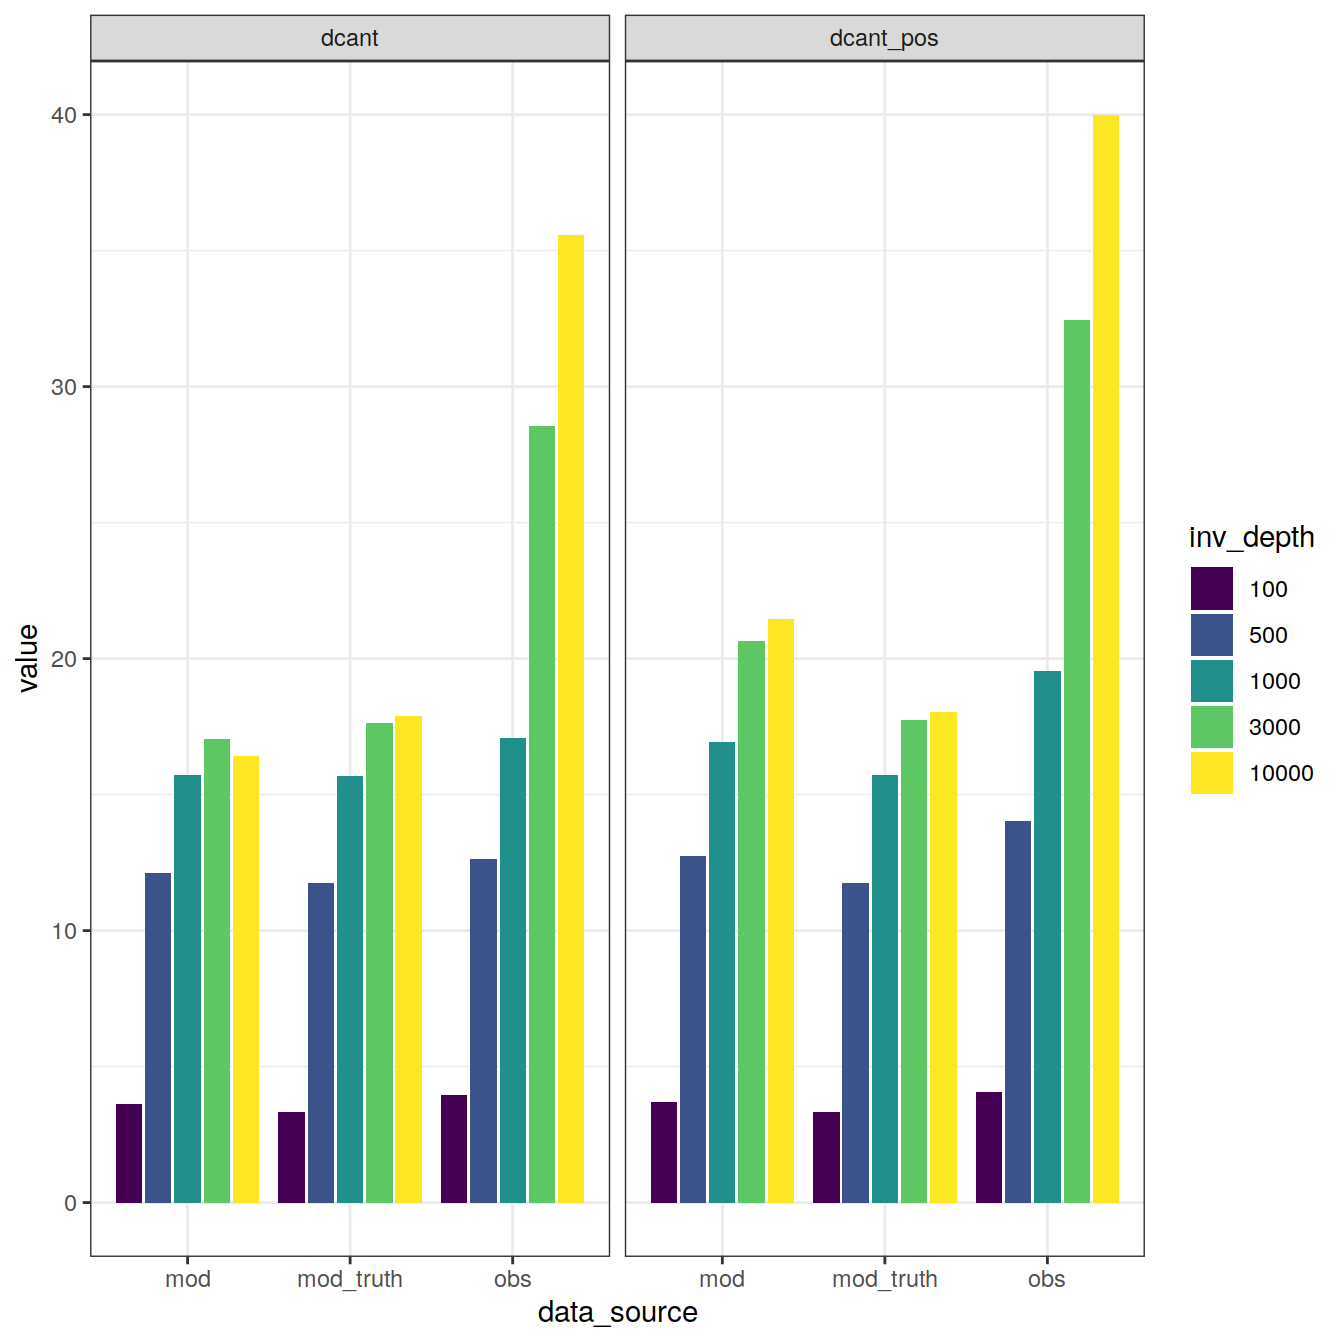 dcant
dcant_pos
40
30
20
10
0
value
mod
mod_truth
obs
mod
mod_truth
obs
data_source
inv_depth
100
500
1000
3000
10000